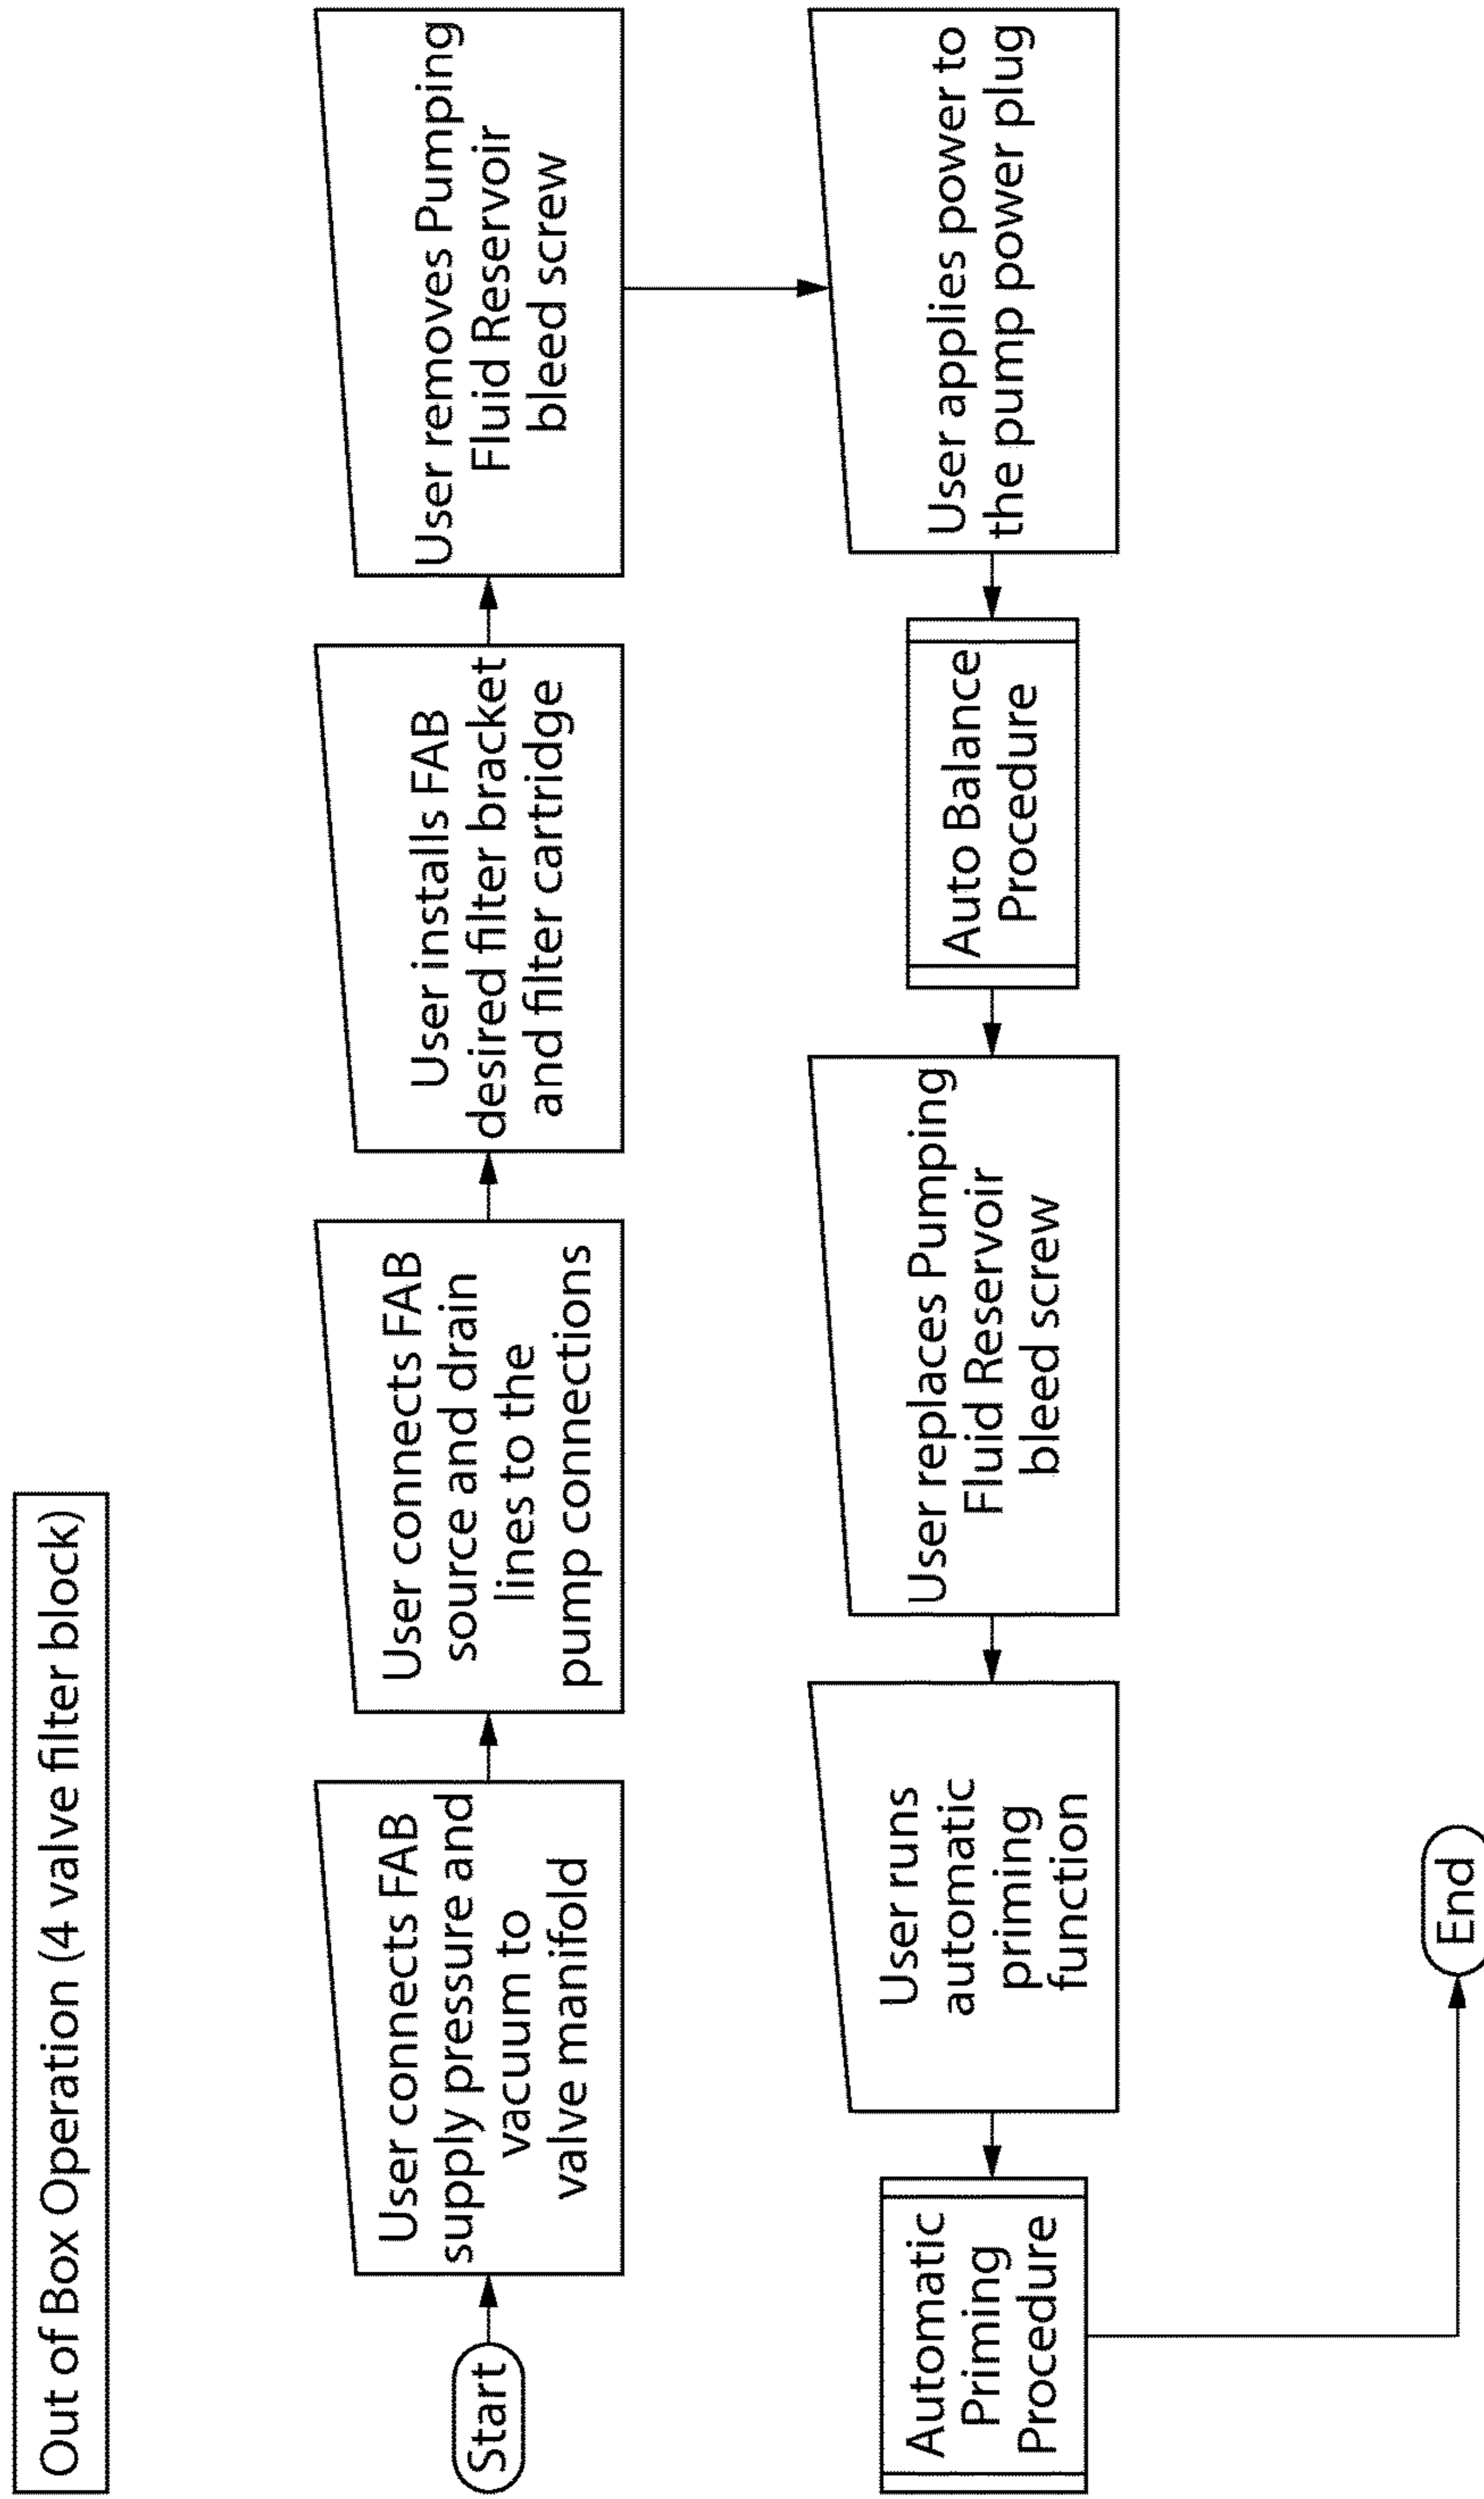 Out of Box Operation (4 valve filter block)
Start
User connects FAB
supply pressure and
vacuum to
valve manifold
User connects FAB
source and drain
lines to the
pump connections
User installs FAB
desired filter bracket
and filter cartridge
User removes Pumping
Fluid Reservoir
bleed screw
User applies power to
the pump power plug
Auto Balance
Procedure
User replaces Pumping
Fluid Reservoir
bleed screw
User runs
automatic
priming
function
Automatic
Priming
Procedure
End